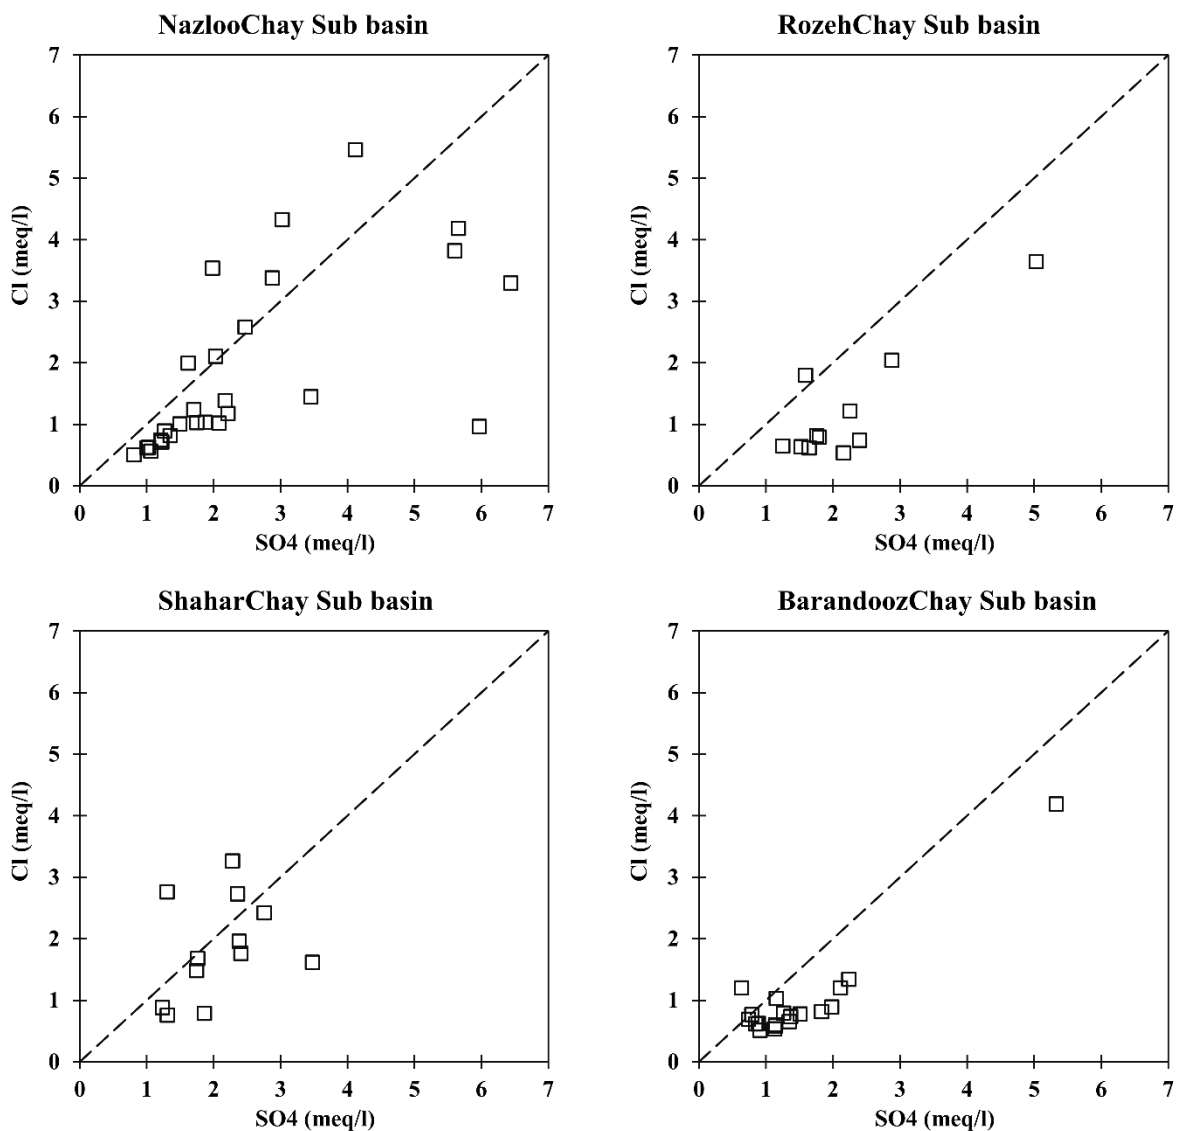 NazlooChay Sub basin
7
6
5
4
3
2
1
0
Cl (meq/l)
0 1 2 3 4 5 6 7
SO4 (meq/l)
RozehChay Sub basin
7
6
5
4
3
2
1
0
Cl (meq/l)
0 1 2 3 4 5 6 7
SO4 (meq/l)
ShaharChay Sub basin
7
6
5
4
3
2
1
0
Cl (meq/l)
0 1 2 3 4 5 6 7
SO4 (meq/l)
BarandoozChay Sub basin
7
6
5
4
3
2
1
0
Cl (meq/l)
0 1 2 3 4 5 6 7
SO4 (meq/l)